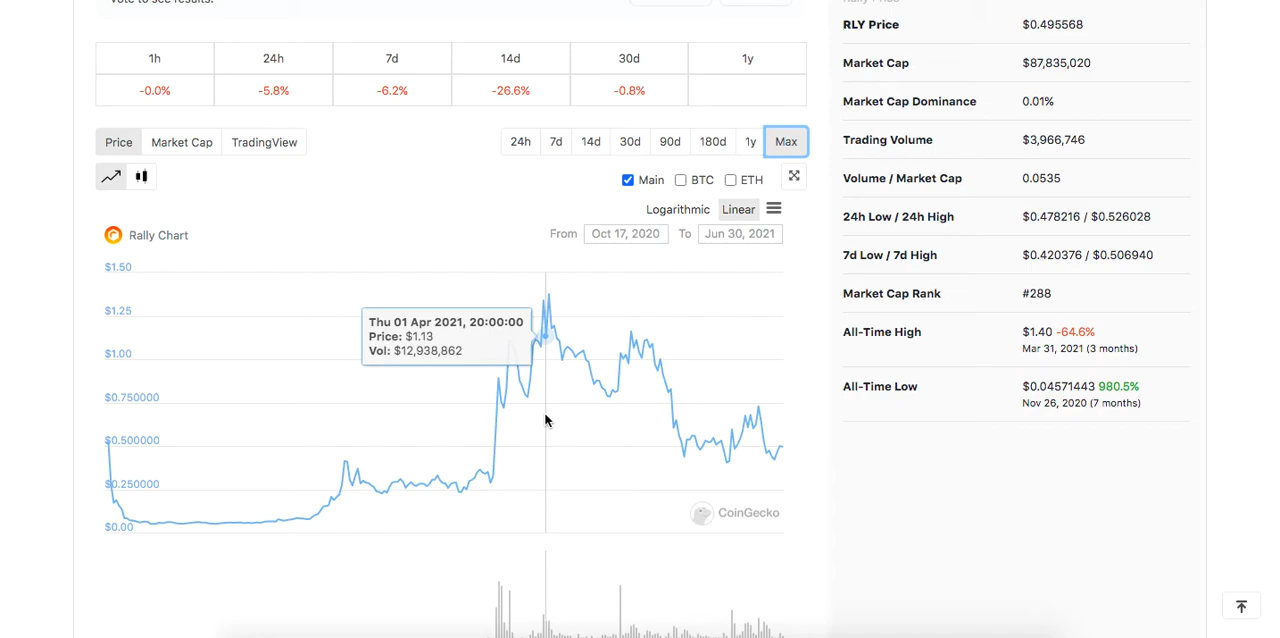 Vote to see results.
1h 24h 7d 14d 30d 1y
-0.0% -5.8% -6.2% -26.6% -0.8%
Price Market Cap TradingView 24h 7d 14d 30d 90d 180d 1y Max
Main BTC ETH
Logarithmic Linear
Rally Chart From Oct 17, 2020 To Jun 30, 2021
$1.50
$1.25
$1.00
$0.750000
$0.500000
$0.250000
$0.00
Thu 01 Apr 2021, 20:00:00
Price: $1.13
Vol: $12,938,862
CoinGecko
Rally Price
RLY Price $0.495568
Market Cap $87,835,020
Market Cap Dominance 0.01%
Trading Volume $3,966,746
Volume / Market Cap 0.0535
24h Low / 24h High $0.478216 / $0.526028
7d Low / 7d High $0.420376 / $0.506940
Market Cap Rank #288
All-Time High $1.40 -64.6%
Mar 31, 2021 (3 months)
All-Time Low $0.04571443 980.5%
Nov 26, 2020 (7 months)